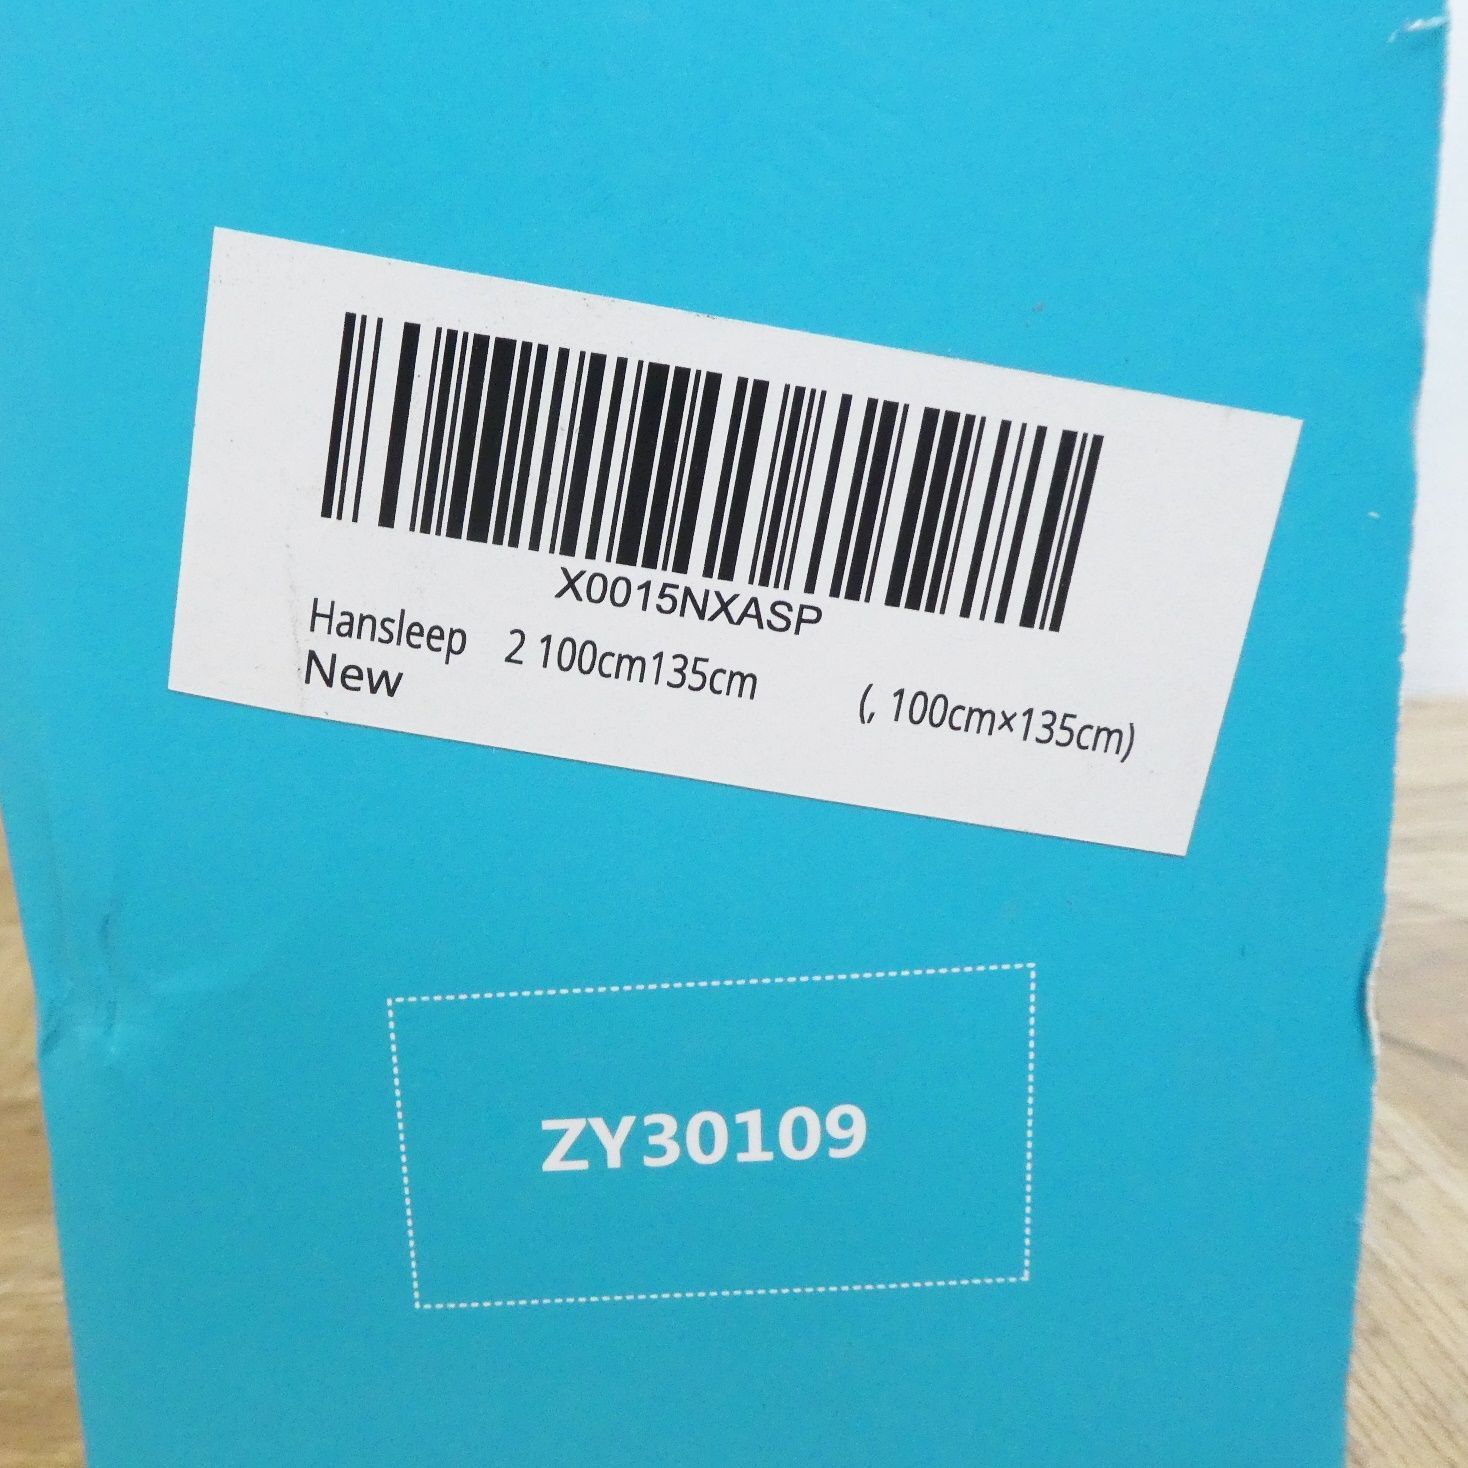 X0015NXASP
Hansleep 2 100cm135cm (, 100cm×135cm)
New
ZY30109